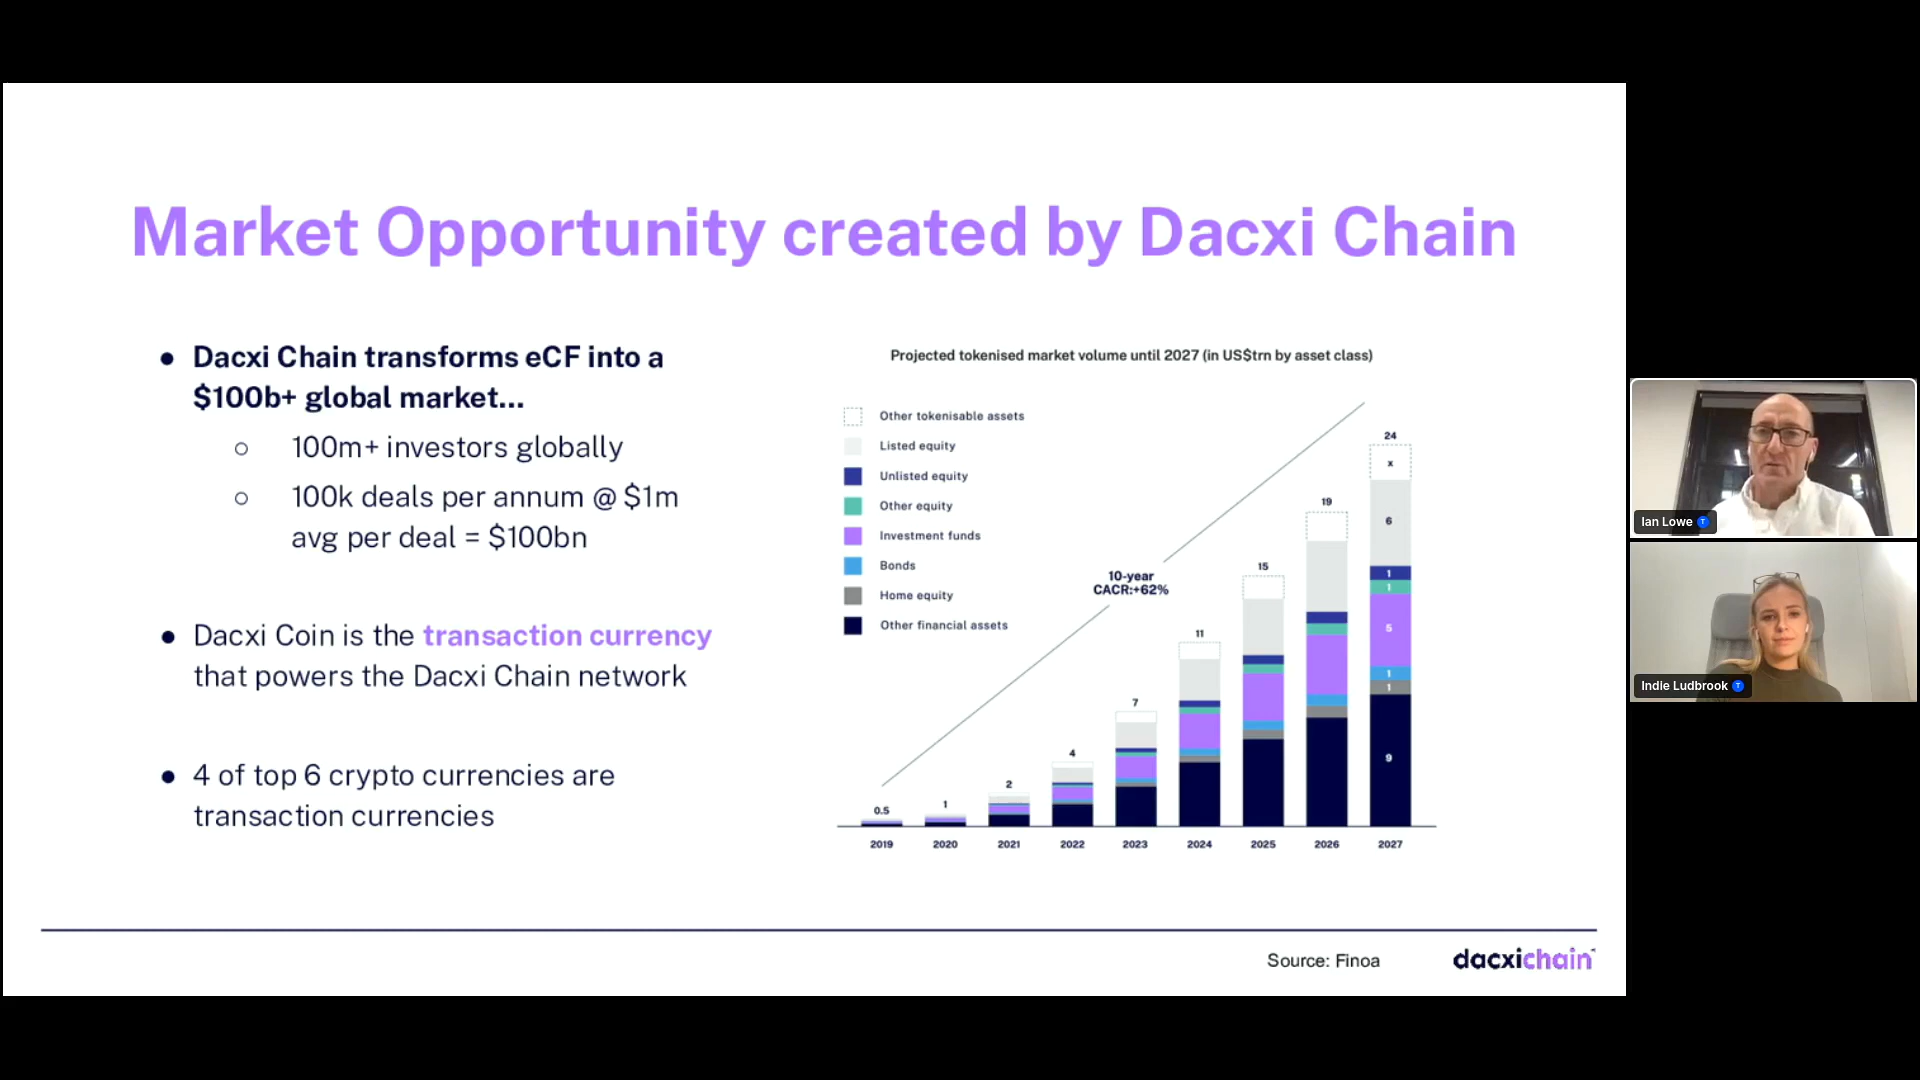 Market Opportunity created by Dacxi Chain
● Dacxi Chain transforms eCF into a
$100b+ global market...
○ 100m+ investors globally
○ 100k deals per annum @ $1m
avg per deal = $100bn
● Dacxi Coin is the transaction currency
that powers the Dacxi Chain network
● 4 of top 6 crypto currencies are
transaction currencies
Projected tokenised market volume until 2027 (in US$trn by asset class)
Other tokenisable assets
Listed equity
Unlisted equity
Other equity
Investment funds
Bonds
Home equity
Other financial assets
10-year
CACR:+62%
0.5
1
2
4
7
11
15
19
24
x
6
1
1
5
1
1
9
2019 2020 2021 2022 2023 2024 2025 2026 2027
Source: Finoa
dacxichain
Ian Lowe T
Indie Ludbrook T